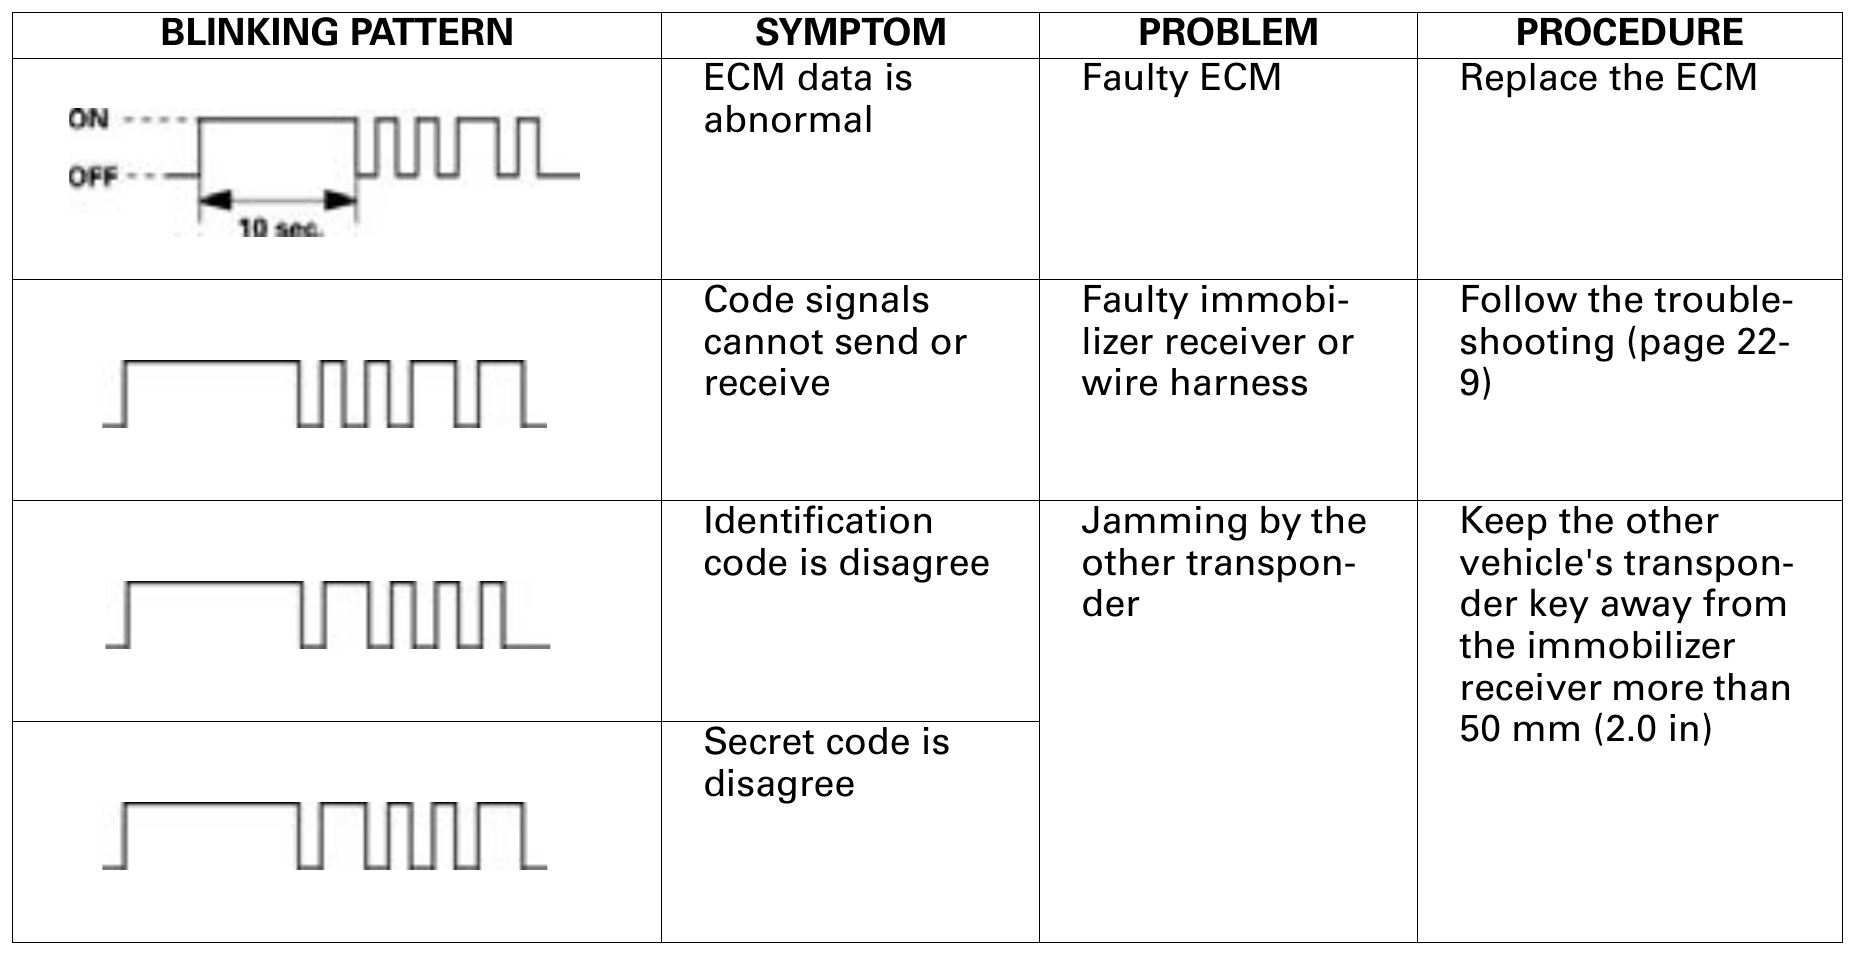 BLINKING PATTERN SYMPTOM PROBLEM PROCEDURE
ON
OFF
10 sec.
ECM data is
abnormal
Faulty ECM
Replace the ECM
Code signals
cannot send or
receive
Faulty immobi-
lizer receiver or
wire harness
Follow the trouble-
shooting (page 22-
9)
Identification
code is disagree
Jamming by the
other transpon-
der
Keep the other
vehicle's transpon-
der key away from
the immobilizer
receiver more than
50 mm (2.0 in)
Secret code is
disagree